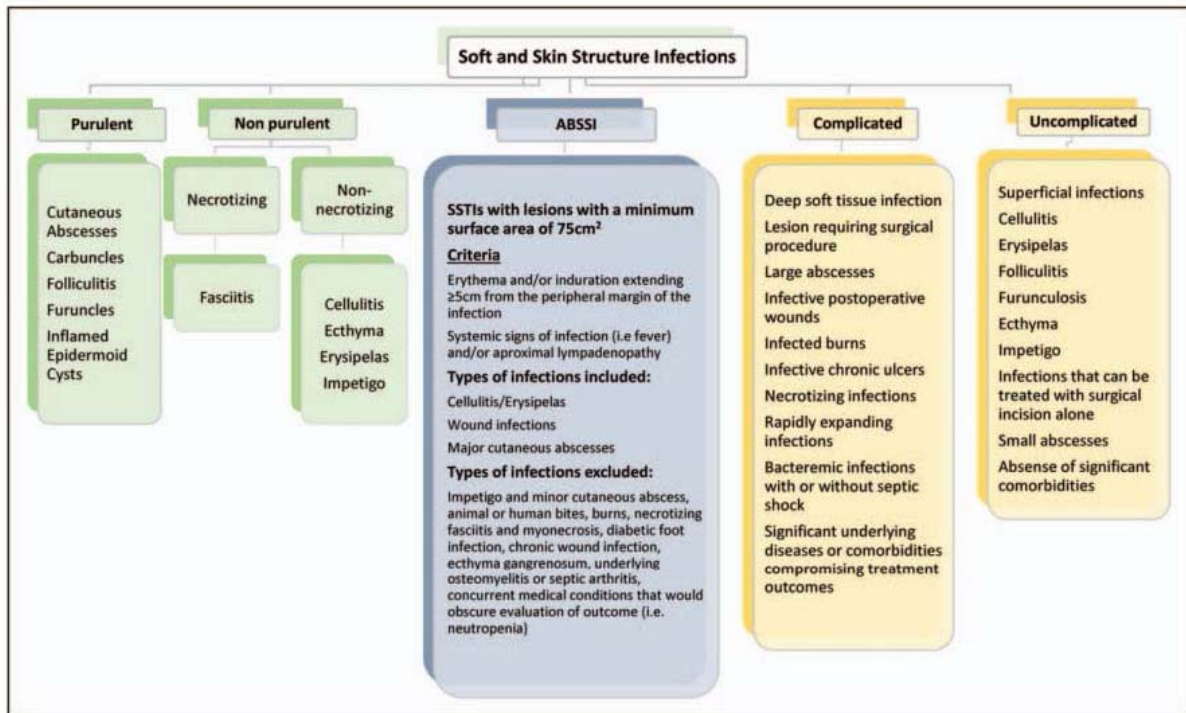 Soft and Skin Structure Infections
Purulent
Cutaneous
Abscesses
Carbuncles
Folliculitis
Furuncles
Inflamed
Epidermoid
Cysts
Non purulent
Necrotizing
Fasciitis
Non-
necrotizing
Cellulitis
Ecthyma
Erysipelas
Impetigo
ABSSI
SSTIs with lesions with a minimum
surface area of 75cm²
Criteria
Erythema and/or induration extending
≥5cm from the peripheral margin of the
infection
Systemic signs of infection (i.e fever)
and/or aproximal lympadenopathy
Types of infections included:
Cellulitis/Erysipelas
Wound infections
Major cutaneous abscesses
Types of infections excluded:
Impetigo and minor cutaneous abscess,
animal or human bites, burns, necrotizing
fasciitis and myonecrosis, diabetic foot
infection, chronic wound infection,
ecthyma gangrenosum, underlying
osteomyelitis or septic arthritis,
concurrent medical conditions that would
obscure evaluation of outcome (i.e.
neutropenia)
Complicated
Deep soft tissue infection
Lesion requiring surgical
procedure
Large abscesses
Infective postoperative
wounds
Infected burns
Infective chronic ulcers
Necrotizing infections
Rapidly expanding
infections
Bacteremic infections
with or without septic
shock
Significant underlying
diseases or comorbidities
compromising treatment
outcomes
Uncomplicated
Superficial infections
Cellulitis
Erysipelas
Folliculitis
Furunculosis
Ecthyma
Impetigo
Infections that can be
treated with surgical
incision alone
Small abscesses
Absense of significant
comorbidities